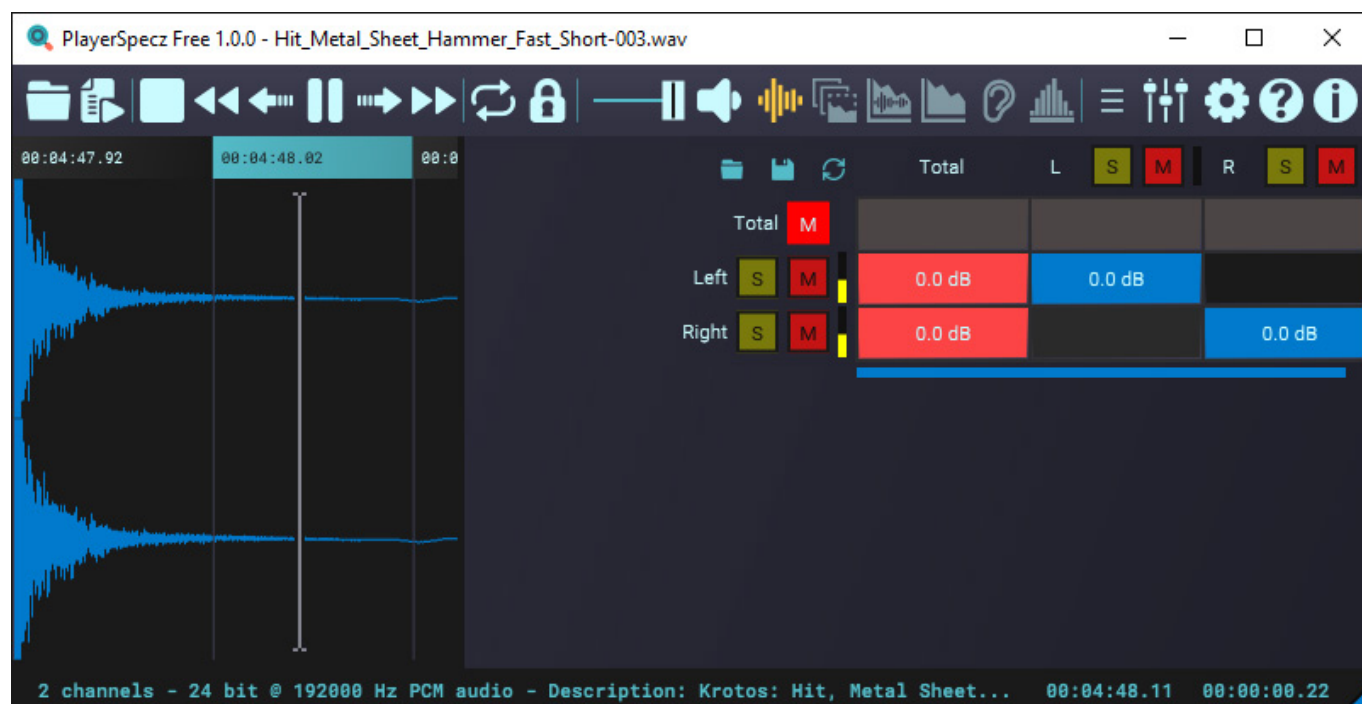 PlayerSpecz Free 1.0.0 - Hit_Metal_Sheet_Hammer_Fast_Short-003.wav
00:04:47.92 00:04:48.02 00:0
Total L S M R S M
Total M
Left S M 0.0 dB 0.0 dB
Right S M 0.0 dB 0.0 dB
2 channels - 24 bit @ 192000 Hz PCM audio - Description: Krotos: Hit, Metal Sheet... 00:04:48.11 00:00:00.22